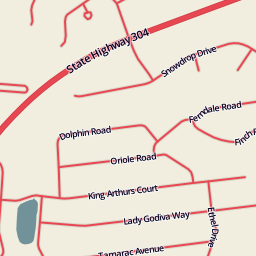 State Highway 304
Snowdrop Drive
Ferndale Road
Dolphin Road
Finch R
Oriole Road
King Arthurs Court
Lady Godiva Way
Ethel Drive
Tamarac Avenue